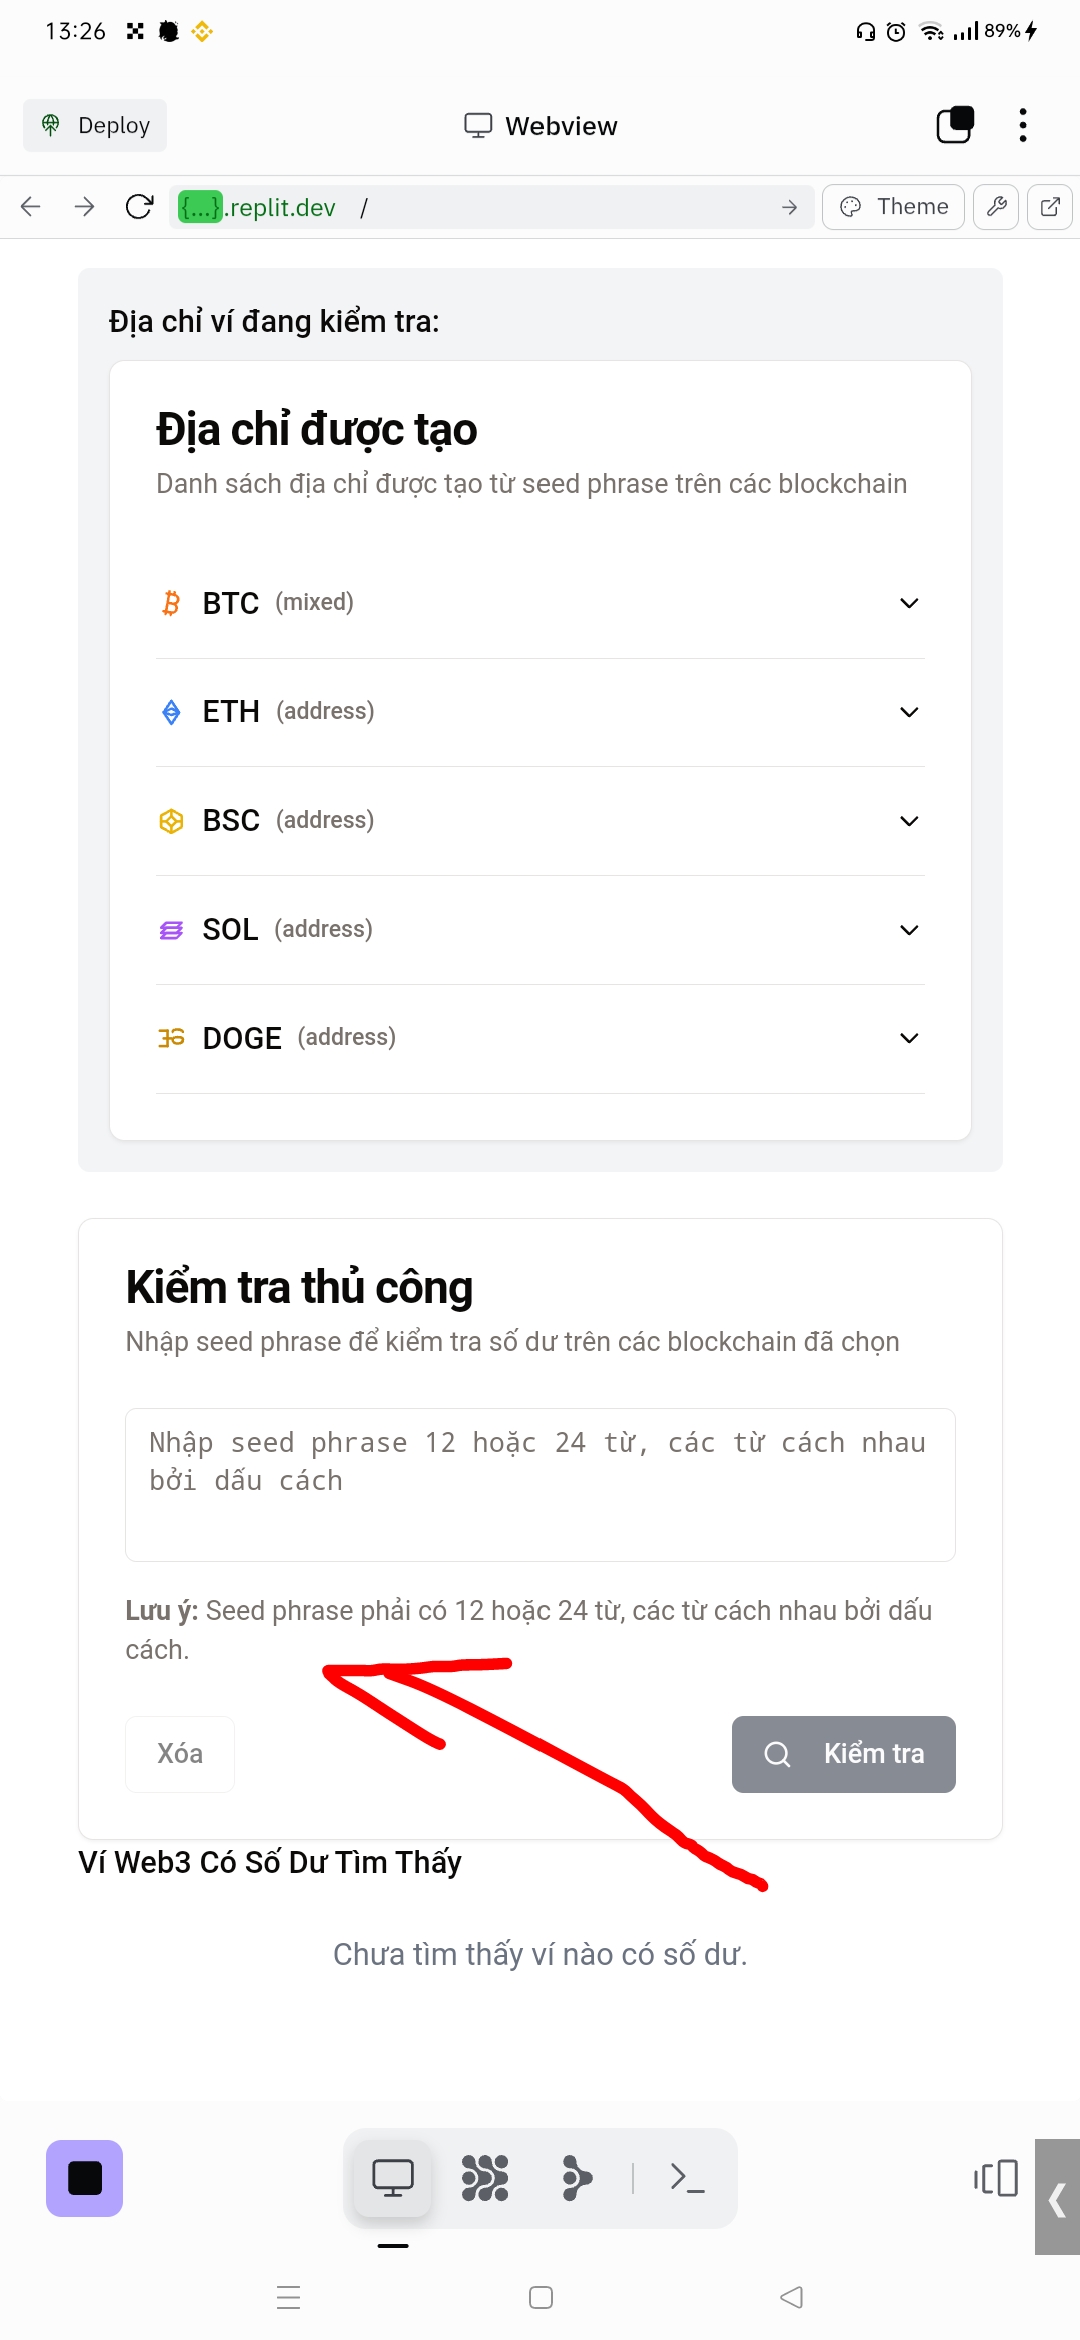 13:26
89%
Deploy
Webview
{...}.replit.dev /
Theme
Địa chỉ ví đang kiểm tra:
Địa chỉ được tạo
Danh sách địa chỉ được tạo từ seed phrase trên các blockchain
BTC (mixed)
ETH (address)
BSC (address)
SOL (address)
DOGE (address)
Kiểm tra thủ công
Nhập seed phrase để kiểm tra số dư trên các blockchain đã chọn
Nhập seed phrase 12 hoặc 24 từ, các từ cách nhau
bởi dấu cách
Lưu ý: Seed phrase phải có 12 hoặc 24 từ, các từ cách nhau bởi dấu
cách.
Xóa
Kiểm tra
Ví Web3 Có Số Dư Tìm Thấy
Chưa tìm thấy ví nào có số dư.